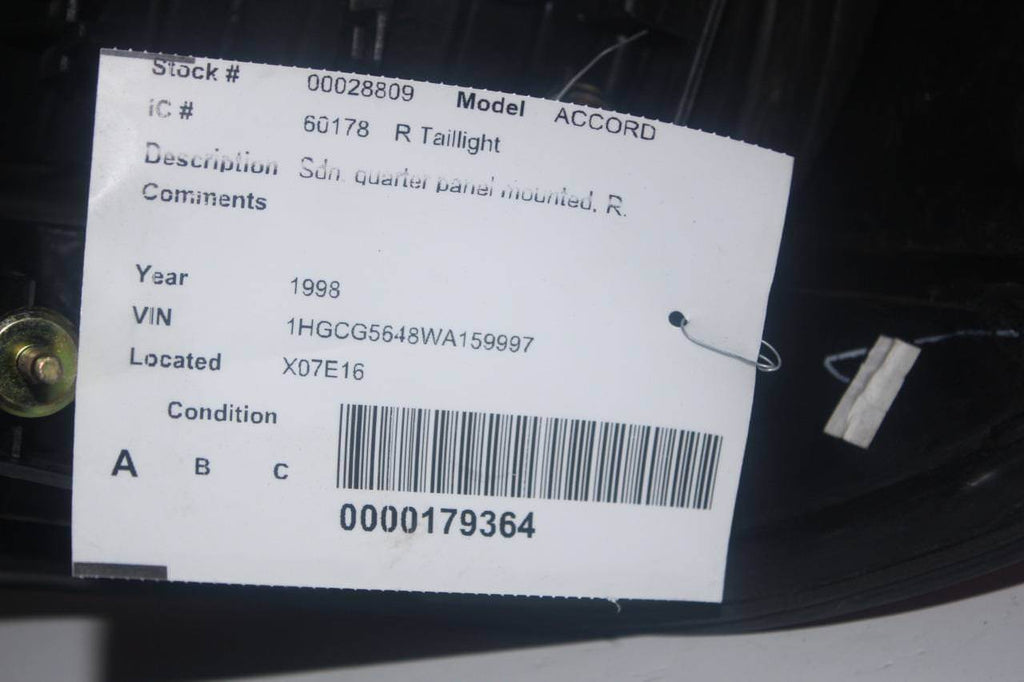 Stock # 00028809 Model ACCORD
IC # 60178 R Taillight
Description Sdn. quarter panel mounted, R.
Comments
Year 1998
VIN 1HGCG5648WA159997
Located X07E16
Condition
A B C
0000179364